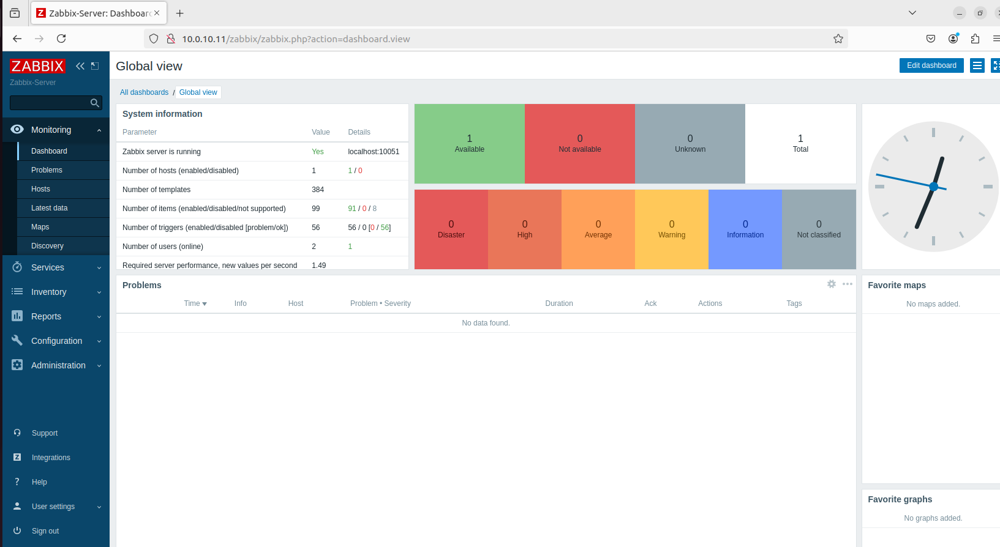 Zabbix-Server: Dashboard
10.0.10.11/zabbix/zabbix.php?action=dashboard.view
ZABBIX
Zabbix-Server
Monitoring
Dashboard
Problems
Hosts
Latest data
Maps
Discovery
Services
Inventory
Reports
Configuration
Administration
Support
Integrations
Help
User settings
Sign out
Global view
Edit dashboard
All dashboards / Global view
System information
Parameter Value Details
Zabbix server is running Yes localhost:10051
Number of hosts (enabled/disabled) 1 1 / 0
Number of templates 384
Number of items (enabled/disabled/not supported) 99 91 / 0 / 8
Number of triggers (enabled/disabled [problem/ok]) 56 56 / 0 [0 / 56]
Number of users (online) 2 1
Required server performance, new values per second 1.49
1 0 0 1
Available Not available Unknown Total
0 0 0 0 0 0
Disaster High Average Warning Information Not classified
Problems
Time Info Host Problem • Severity Duration Ack Actions Tags
No data found.
Favorite maps
No maps added.
Favorite graphs
No graphs added.